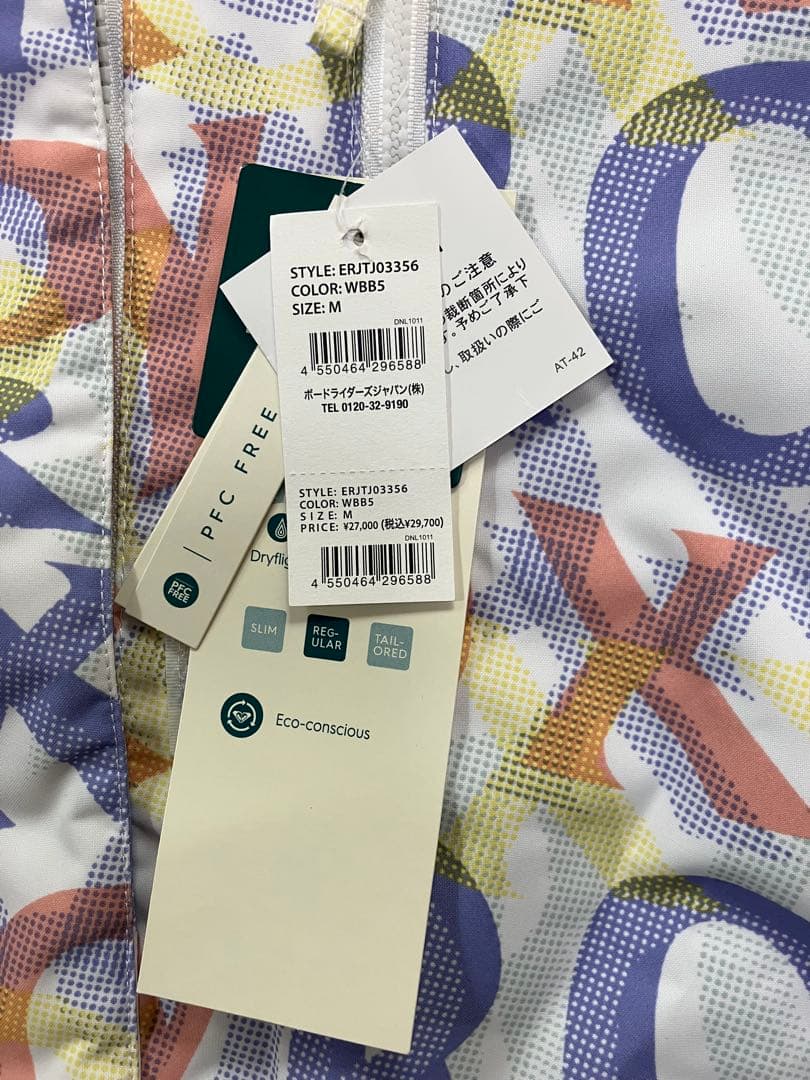 STYLE: ERJTJ03356
COLOR: WBB5
SIZE: M
DNL1011
4 550464 296588
ボードライダーズジャパン(株)
TEL 0120-32-9190
STYLE: ERJTJ03356
COLOR: WBB5
SIZE: M
PRICE: ¥27,000 (税込¥29,700)
DNL1011
4 550464 296588
のご注意
裁断箇所により
予めご了承下
、取扱いの際にご
AT-42
PFC FREE
PFC
FREE
SLIM
REG-
ULAR
TAIL-
ORED
Eco-conscious